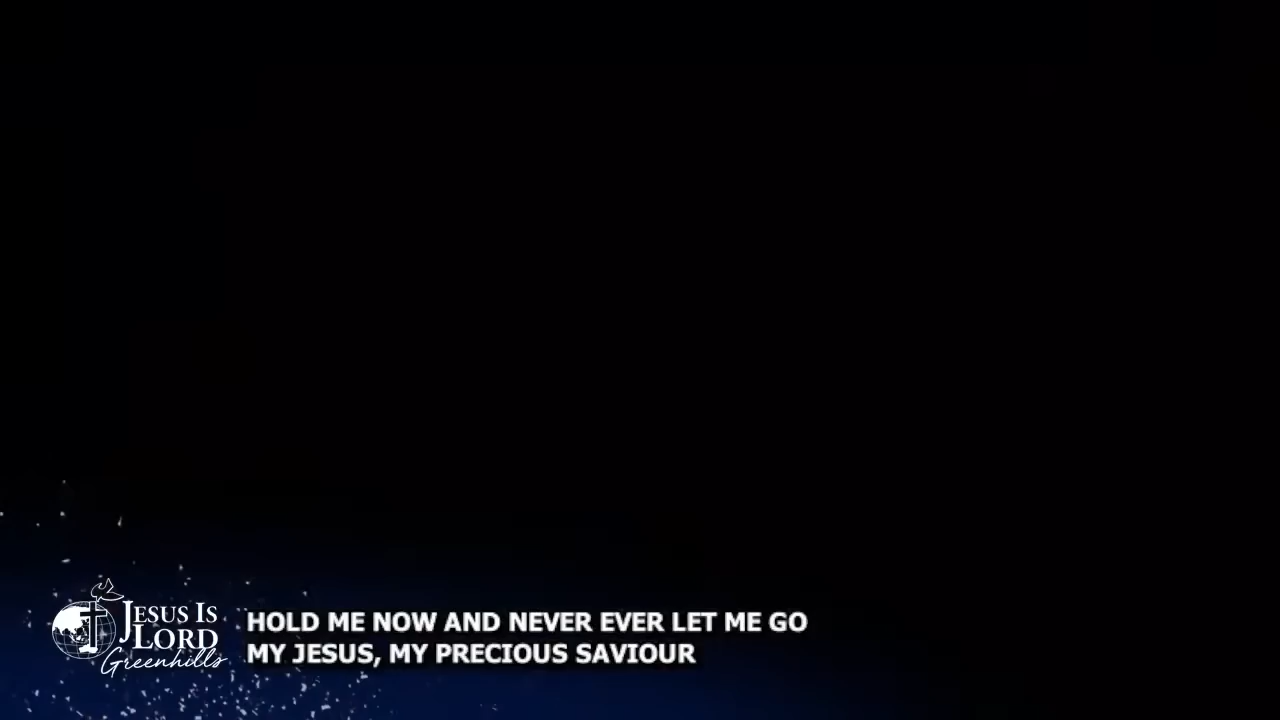 JESUS IS
LORD
Greenhills
HOLD ME NOW AND NEVER EVER LET ME GO
MY JESUS, MY PRECIOUS SAVIOUR